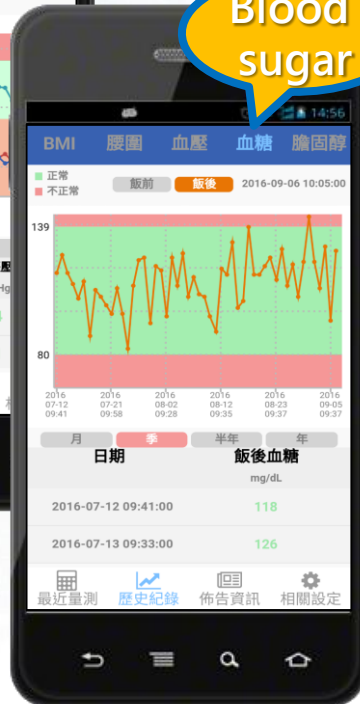 Blood
sugar
14:56
BMI 腰圍 血壓 血糖 膽固醇
正常
不正常
飯前 飯後 2016-09-06 10:05:00
139
80
2016 2016 2016 2016 2016 2016
07-12 07-21 08-02 08-12 08-23 09-05
09:41 09:58 09:28 09:35 09:37 09:37
月 季 半年 年
日期 飯後血糖
mg/dL
2016-07-12 09:41:00 118
2016-07-13 09:33:00 126
最近量測 歷史紀錄 佈告資訊 相關設定